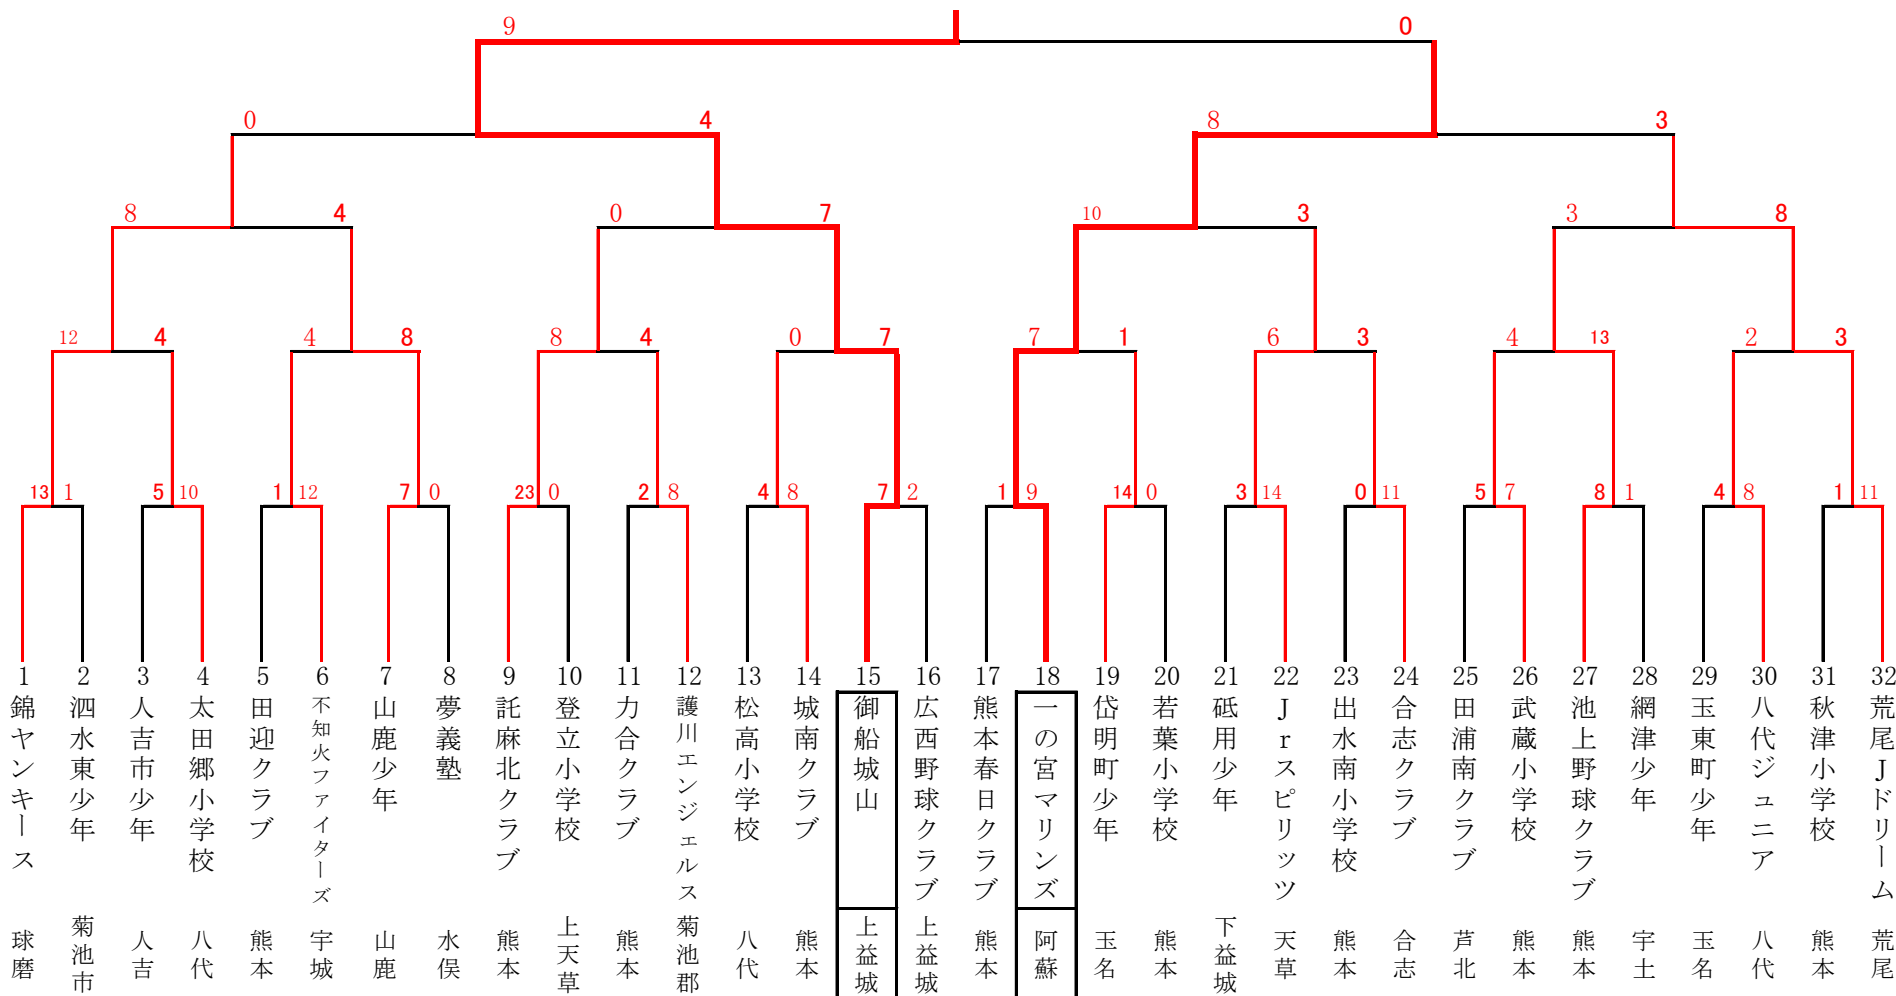 9 0
0 4 8 3
8 4 0 7 10 3 3 8
12 4 4 8 8 4 0 7 7 1 6 3 4 13 2 3
13 1 5 10 1 12 7 0 23 0 2 8 4 8 7 2 1 9 14 0 3 14 0 11 5 7 8 1 4 8 1 11
1 2 3 4 5 6 7 8 9 10 11 12 13 14 15 16 17 18 19 20 21 22 23 24 25 26 27 28 29 30 31 32
錦ヤンキース
泗水東少年
人吉市少年
太田郷小学校
田迎クラブ
不知火ファイターズ
山鹿少年
夢義塾
託麻北クラブ
登立小学校
力合クラブ
護川エンジェルス
松高小学校
城南クラブ
御船城山
広西野球クラブ
熊本春日クラブ
一の宮マリンズ
岱明町少年
若葉小学校
砥用少年
Jrスピリッツ
出水南小学校
合志クラブ
田浦南クラブ
武蔵小学校
池上野球クラブ
網津少年
玉東町少年
八代ジュニア
秋津小学校
荒尾Jドリーム
球磨
菊池市
人吉
八代
熊本
宇城
山鹿
水俣
熊本
上天草
熊本
菊池郡
八代
熊本
上益城
上益城
熊本
阿蘇
玉名
熊本
下益城
天草
熊本
合志
芦北
熊本
熊本
宇土
玉名
八代
熊本
荒尾